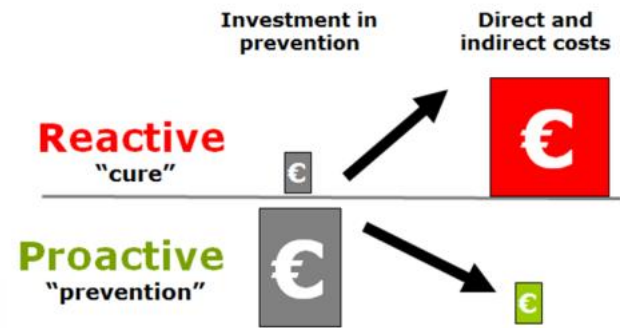 Investment in
prevention
Direct and
indirect costs
Reactive
"cure"
€
€
Proactive
"prevention"
€
€